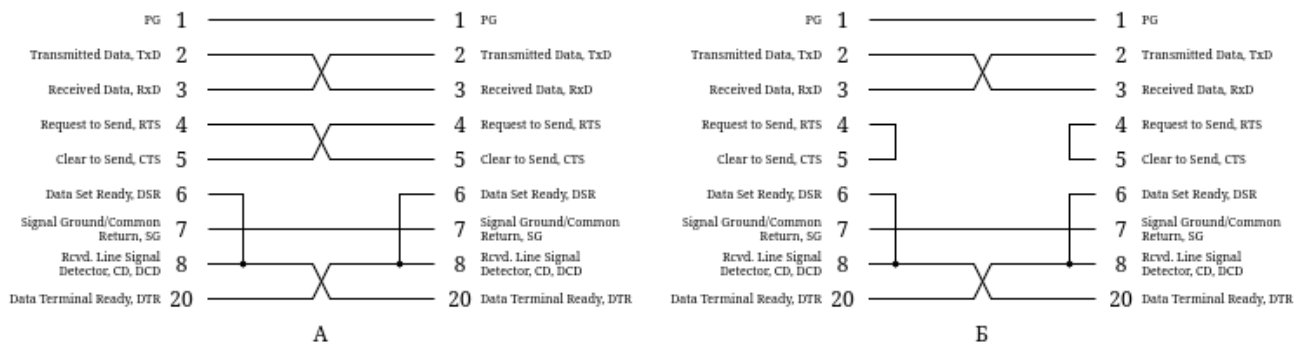 PG 1 1 PG 1 1 PG
Transmitted Data, TxD 2 2 Transmitted Data, TxD Transmitted Data, TxD 2 2 Transmitted Data, TxD
Received Data, RxD 3 3 Received Data, RxD Received Data, RxD 3 3 Received Data, RxD
Request to Send, RTS 4 4 Request to Send, RTS Request to Send, RTS 4 4 Request to Send, RTS
Clear to Send, CTS 5 5 Clear to Send, CTS Clear to Send, CTS 5 5 Clear to Send, CTS
Data Set Ready, DSR 6 6 Data Set Ready, DSR Data Set Ready, DSR 6 6 Data Set Ready, DSR
Signal Ground/Common Signal Ground/Common Signal Ground/Common Signal Ground/Common
Return, SG 7 7 Return, SG Return, SG 7 7 Return, SG
Rcvd. Line Signal Rcvd. Line Signal Rcvd. Line Signal Rcvd. Line Signal
Detector, CD, DCD 8 8 Detector, CD, DCD Detector, CD, DCD 8 8 Detector, CD, DCD
Data Terminal Ready, DTR 20 20 Data Terminal Ready, DTR Data Terminal Ready, DTR 20 20 Data Terminal Ready, DTR
А Б